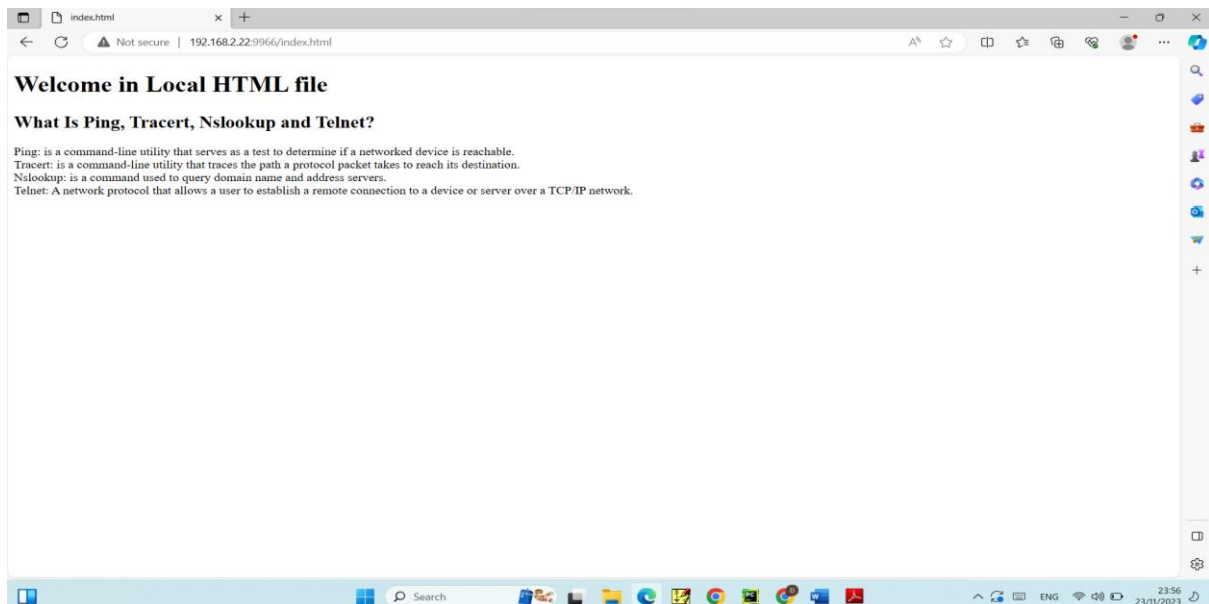 index.html
Not secure | 192.168.2.22:9966/index.html
Welcome in Local HTML file
What Is Ping, Tracert, Nslookup and Telnet?
Ping: is a command-line utility that serves as a test to determine if a networked device is reachable.
Tracert: is a command-line utility that traces the path a protocol packet takes to reach its destination.
Nslookup: is a command used to query domain name and address servers.
Telnet: A network protocol that allows a user to establish a remote connection to a device or server over a TCP/IP network.
Search
ENG
23:56
23/11/2023